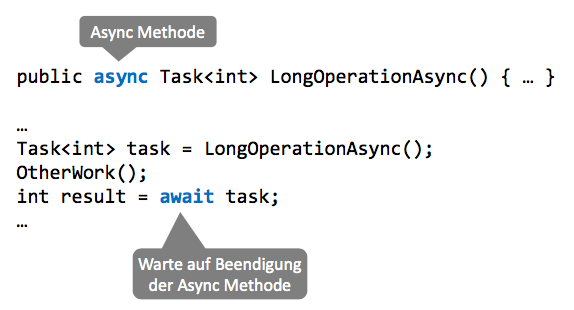 Async Methode
public async Task<int> LongOperationAsync() { … }
…
Task<int> task = LongOperationAsync();
OtherWork();
int result = await task;
…
Warte auf Beendigung
der Async Methode